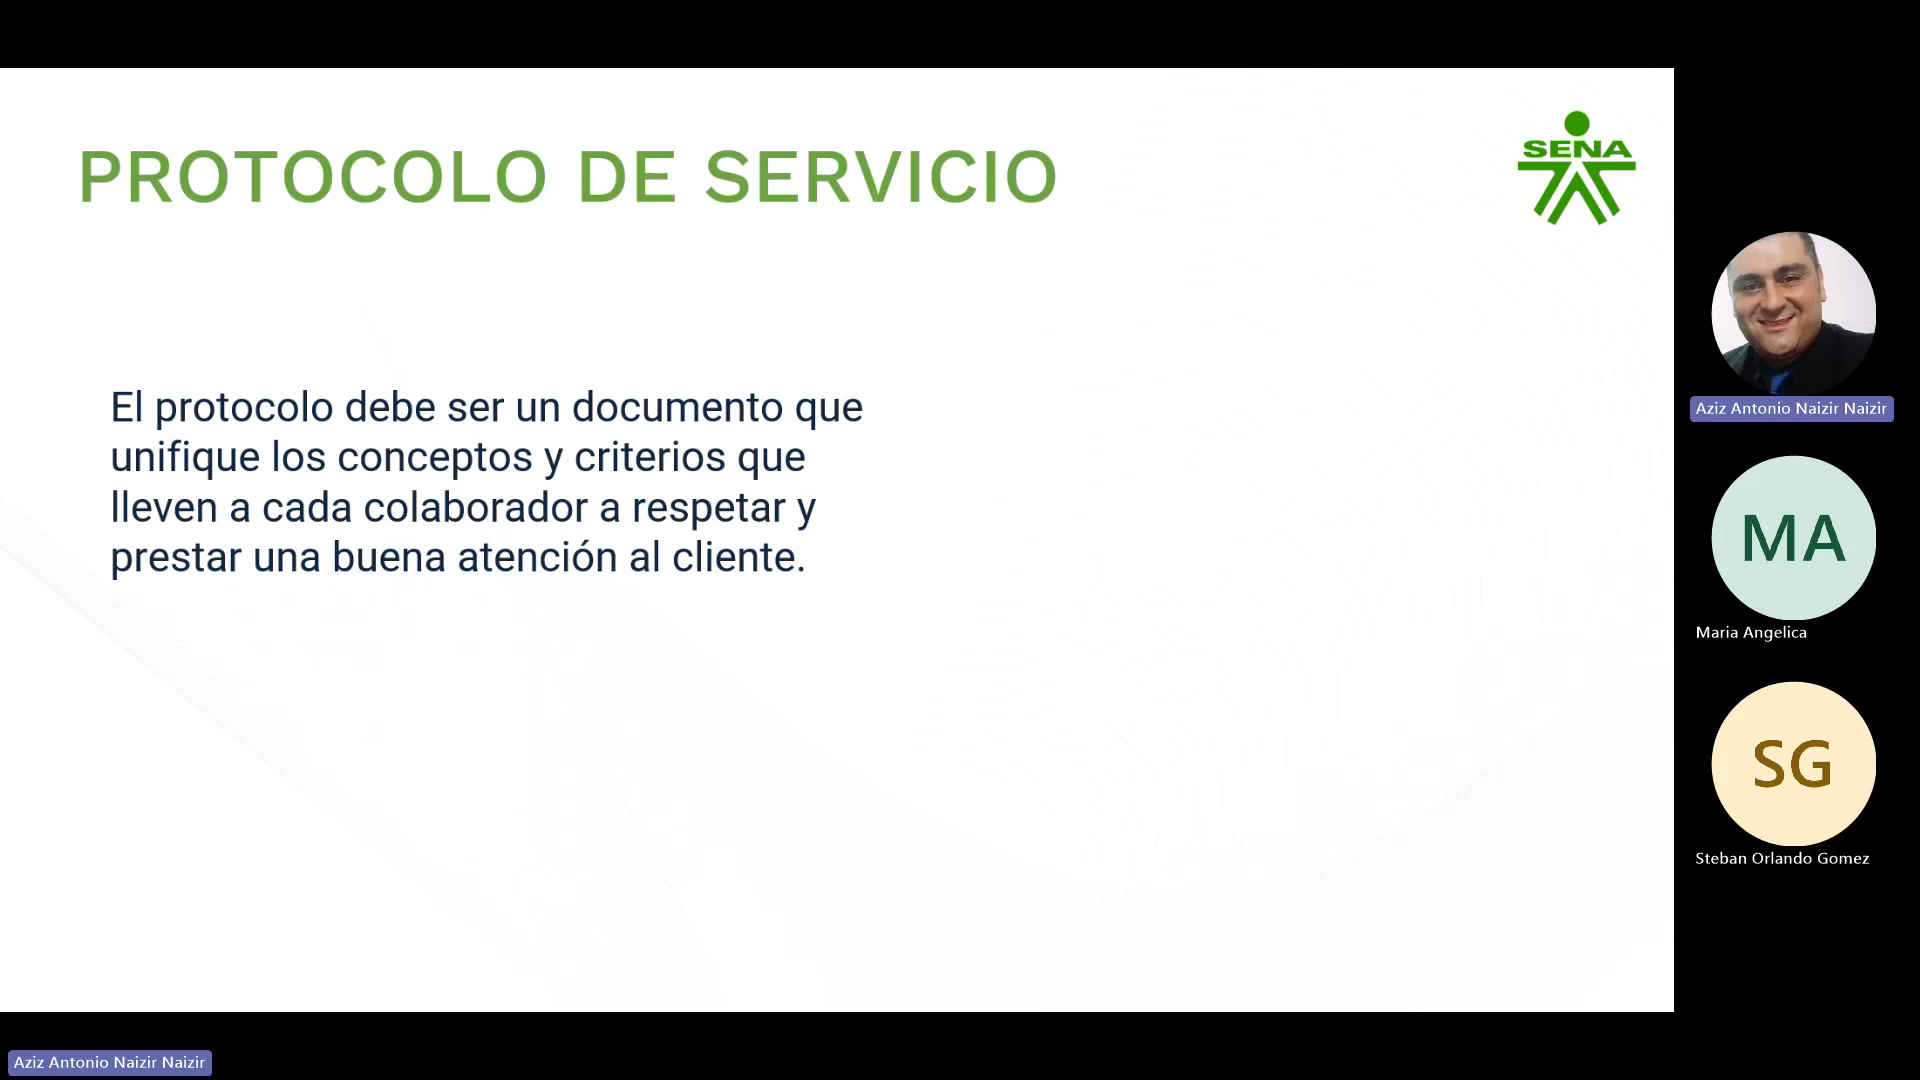 PROTOCOLO DE SERVICIO
SENA
El protocolo debe ser un documento que
unifique los conceptos y criterios que
lleven a cada colaborador a respetar y
prestar una buena atención al cliente.
Aziz Antonio Naizir Naizir
MA
Maria Angelica
SG
Steban Orlando Gomez
Aziz Antonio Naizir Naizir